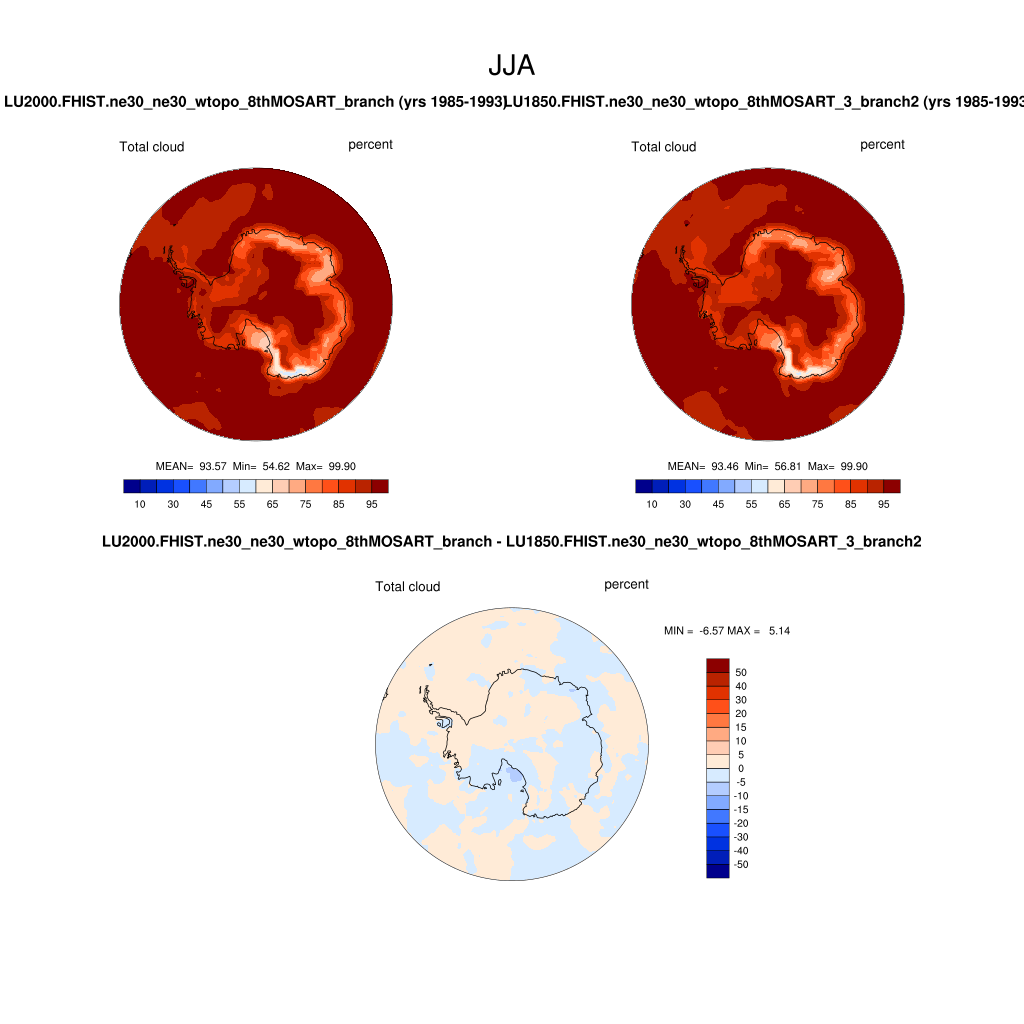 JJA
LU2000.FHIST.ne30_ne30_wtopo_8thMOSART_branch (yrs 1985-1993)
LU1850.FHIST.ne30_ne30_wtopo_8thMOSART_3_branch2 (yrs 1985-1993
Total cloud percent
Total cloud percent
MEAN= 93.57 Min= 54.62 Max= 99.90
MEAN= 93.46 Min= 56.81 Max= 99.90
10 30 45 55 65 75 85 95
10 30 45 55 65 75 85 95
LU2000.FHIST.ne30_ne30_wtopo_8thMOSART_branch - LU1850.FHIST.ne30_ne30_wtopo_8thMOSART_3_branch2
Total cloud percent
MIN = -6.57 MAX = 5.14
50
40
30
20
15
10
5
0
-5
-10
-15
-20
-30
-40
-50